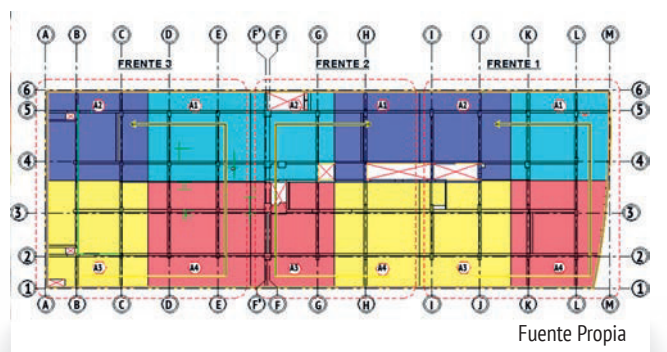 A B C D E F' F G H I J K L M
FRENTE 3 FRENTE 2 FRENTE 1
6 6
A2 A1 A2 A1 A2 A1
5 5
4 4
3 3
2 2
A3 A4 A3 A4 A3 A4
1 1
A B C D E F' F G H I J K L M
Fuente Propia